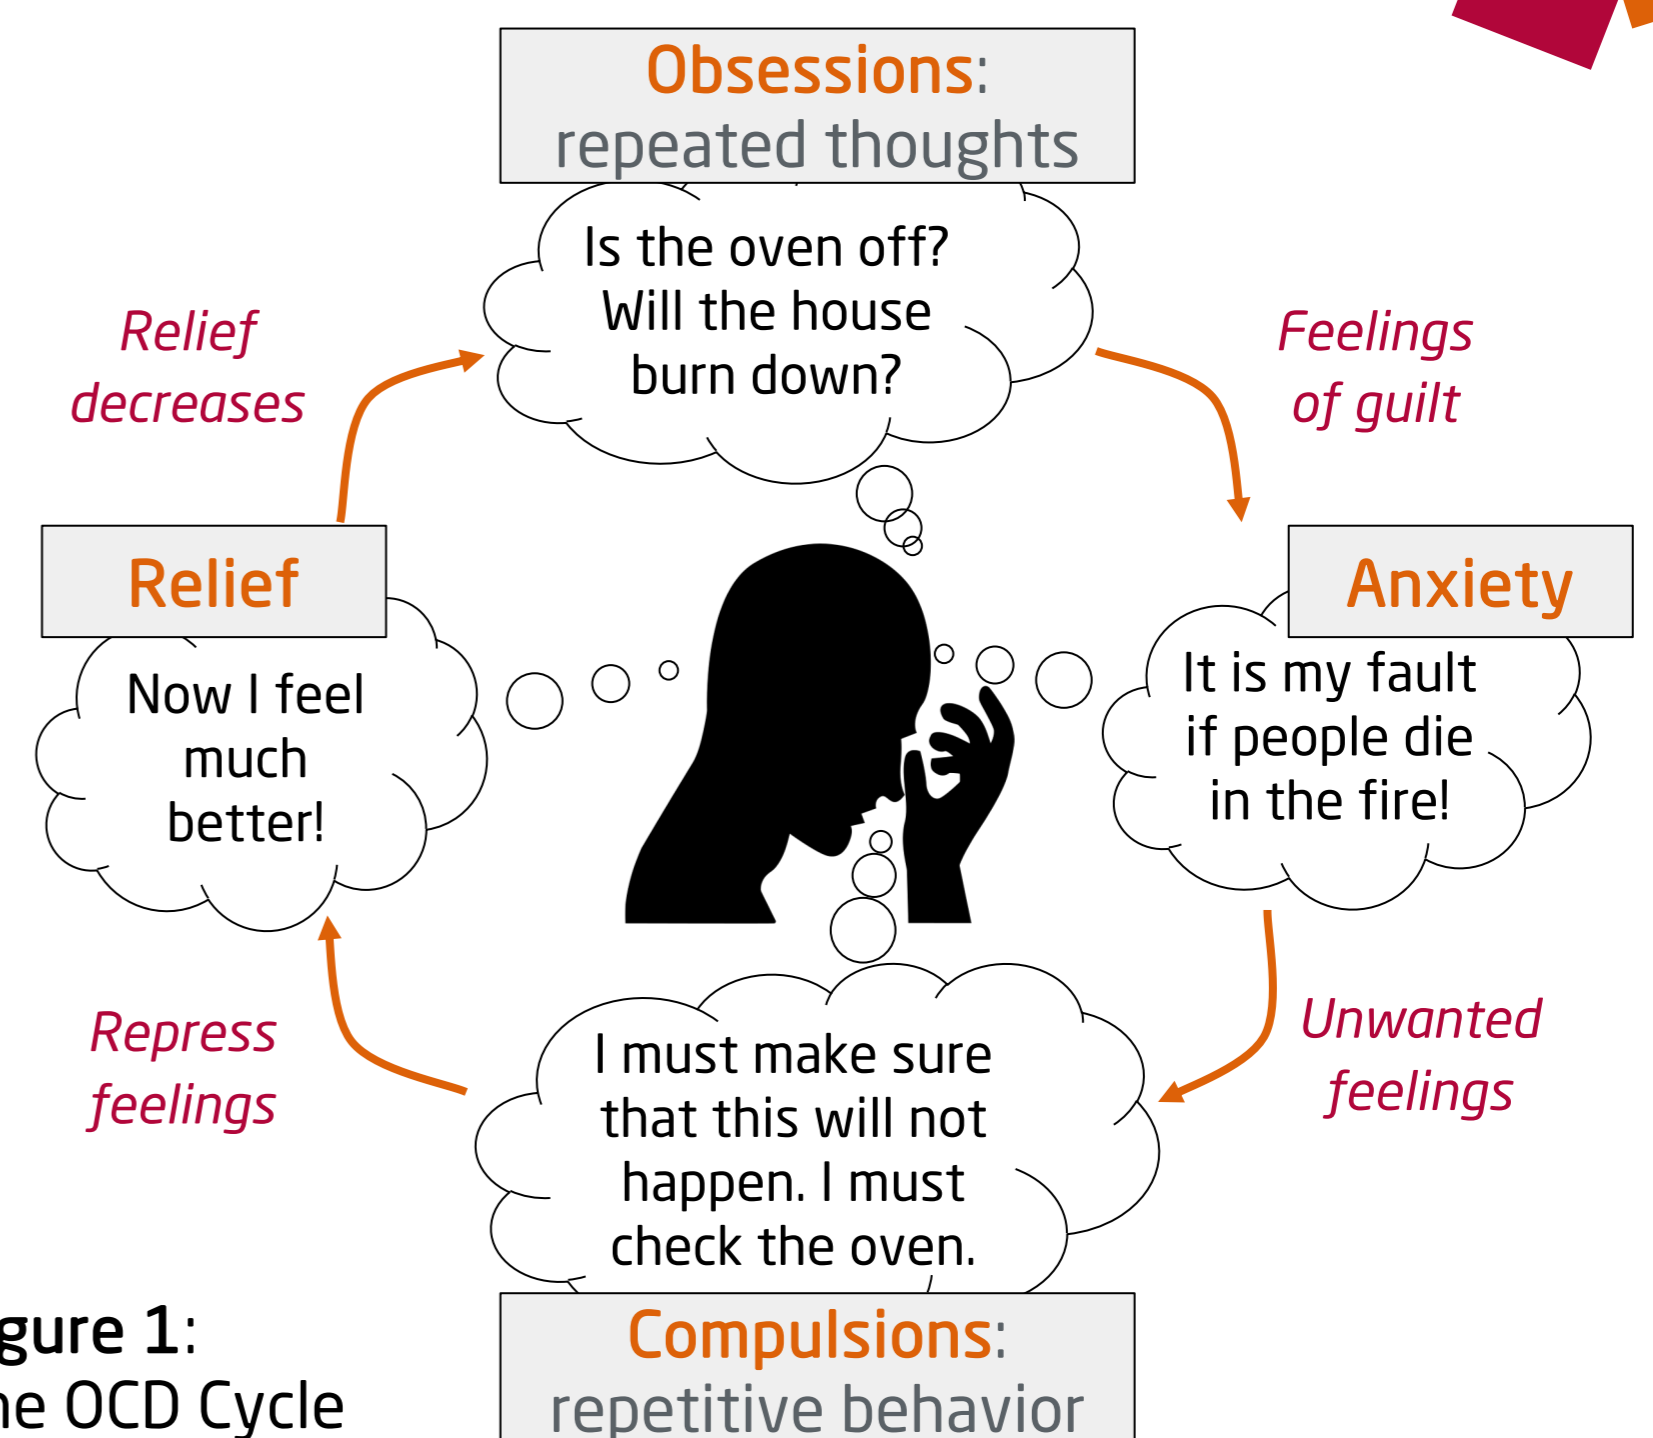 Obsessions:
repeated thoughts
Is the oven off?
Will the house
burn down?
Relief
decreases
Feelings
of guilt
Relief
Anxiety
Now I feel
much
better!
It is my fault
if people die
in the fire!
Repress
feelings
Unwanted
feelings
I must make sure
that this will not
happen. I must
check the oven.
gure 1:
ne OCD Cycle
Compulsions:
repetitive behavior